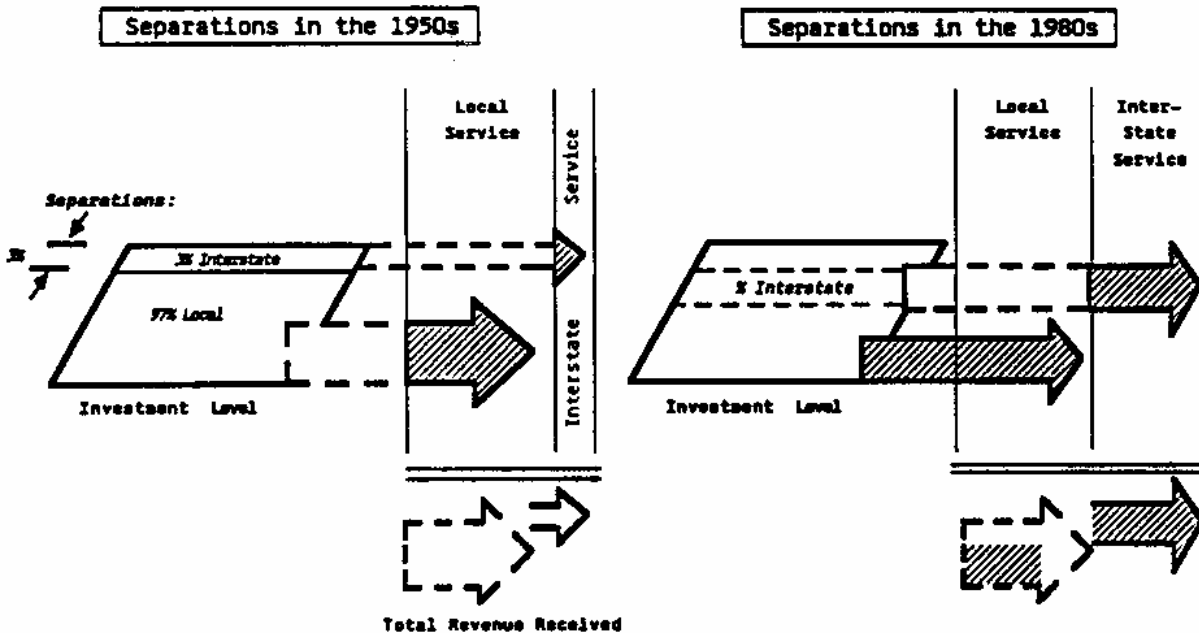 Separations in the 1950s
Local
Service
Interstate Service
Separations:
3%
3% Interstate
97% Local
Investment Level
Total Revenue Received
Separations in the 1980s
Local
Service
Inter-
State
Service
% Interstate
Investment Level